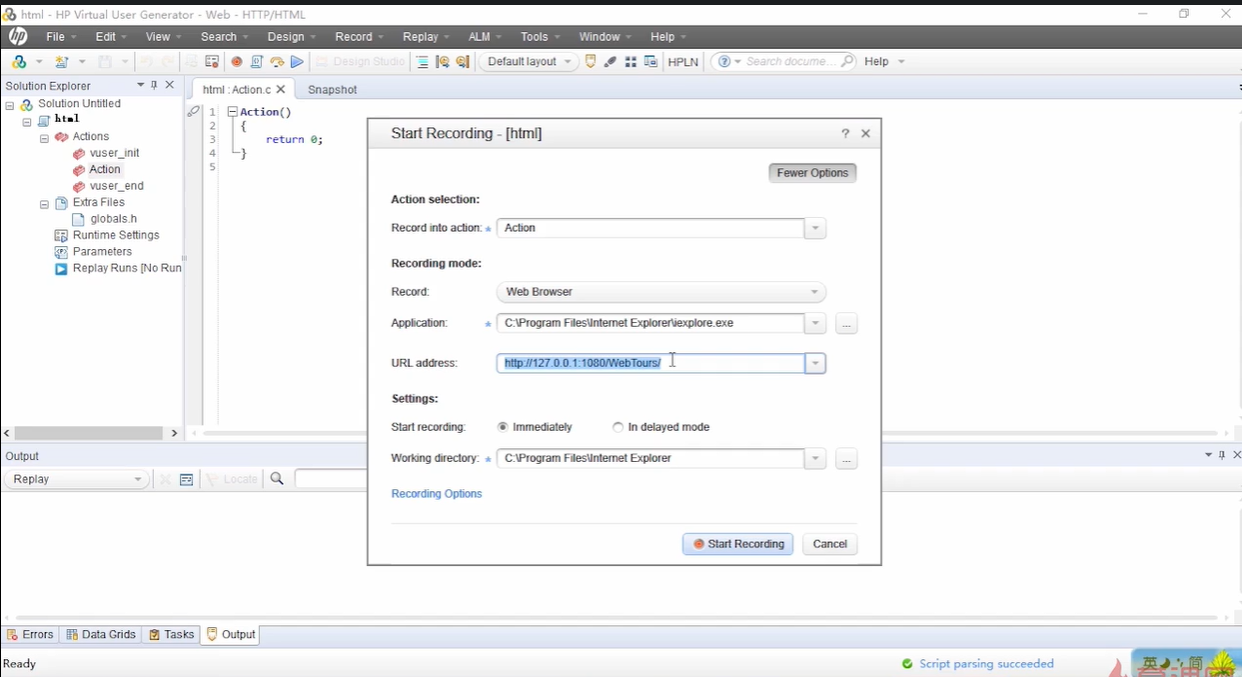 html - HP Virtual User Generator - Web - HTTP/HTML
hp File Edit View Search Design Record Replay ALM Tools Window Help
Design Studio Default layout HPLN Search docume... Help
Solution Explorer
html : Action.c Snapshot
Solution Untitled
html
Actions
vuser_init
Action
vuser_end
Extra Files
globals.h
Runtime Settings
Parameters
Replay Runs [No Run
1 Action()
2 {
3 return 0;
4 }
5
Start Recording - [html]
Fewer Options
Action selection:
Record into action: * Action
Recording mode:
Record: Web Browser
Application: * C:\Program Files\Internet Explorer\iexplore.exe ...
URL address: http://127.0.0.1:1080/WebTours/
Settings:
Start recording: Immediately In delayed mode
Working directory: * C:\Program Files\Internet Explorer ...
Recording Options
Start Recording Cancel
Output
Replay Locate
Errors Data Grids Tasks Output
Ready Script parsing succeeded 英 简